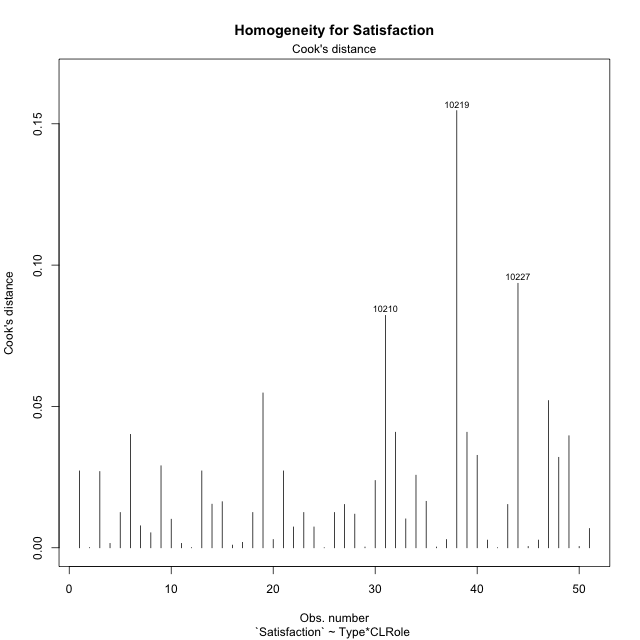 Homogeneity for Satisfaction
Cook's distance
10219
10227
10210
Cook's distance
0.15
0.10
0.05
0.00
0 10 20 30 40 50
Obs. number
`Satisfaction` ~ Type*CLRole